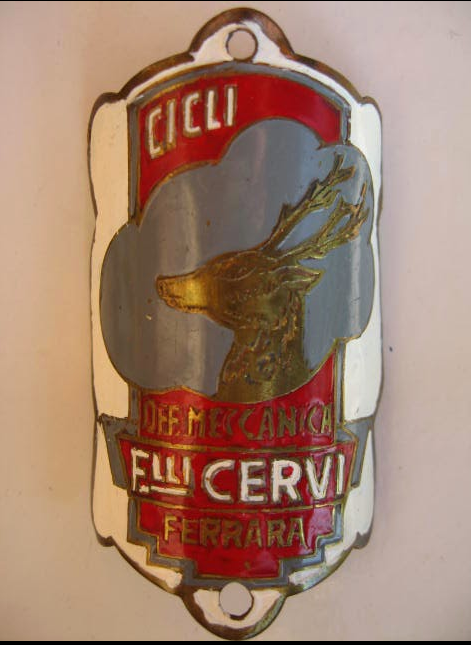 CICLI
OFF. MECCANICA
F.LLI CERVI
FERRARA